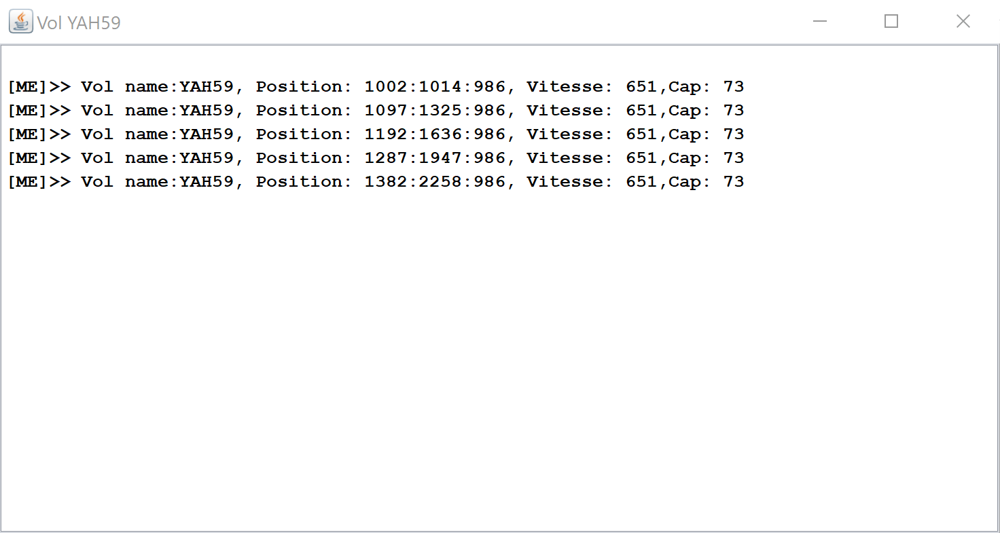 Vol YAH59
[ME]>> Vol name:YAH59, Position: 1002:1014:986, Vitesse: 651,Cap: 73
[ME]>> Vol name:YAH59, Position: 1097:1325:986, Vitesse: 651,Cap: 73
[ME]>> Vol name:YAH59, Position: 1192:1636:986, Vitesse: 651,Cap: 73
[ME]>> Vol name:YAH59, Position: 1287:1947:986, Vitesse: 651,Cap: 73
[ME]>> Vol name:YAH59, Position: 1382:2258:986, Vitesse: 651,Cap: 73